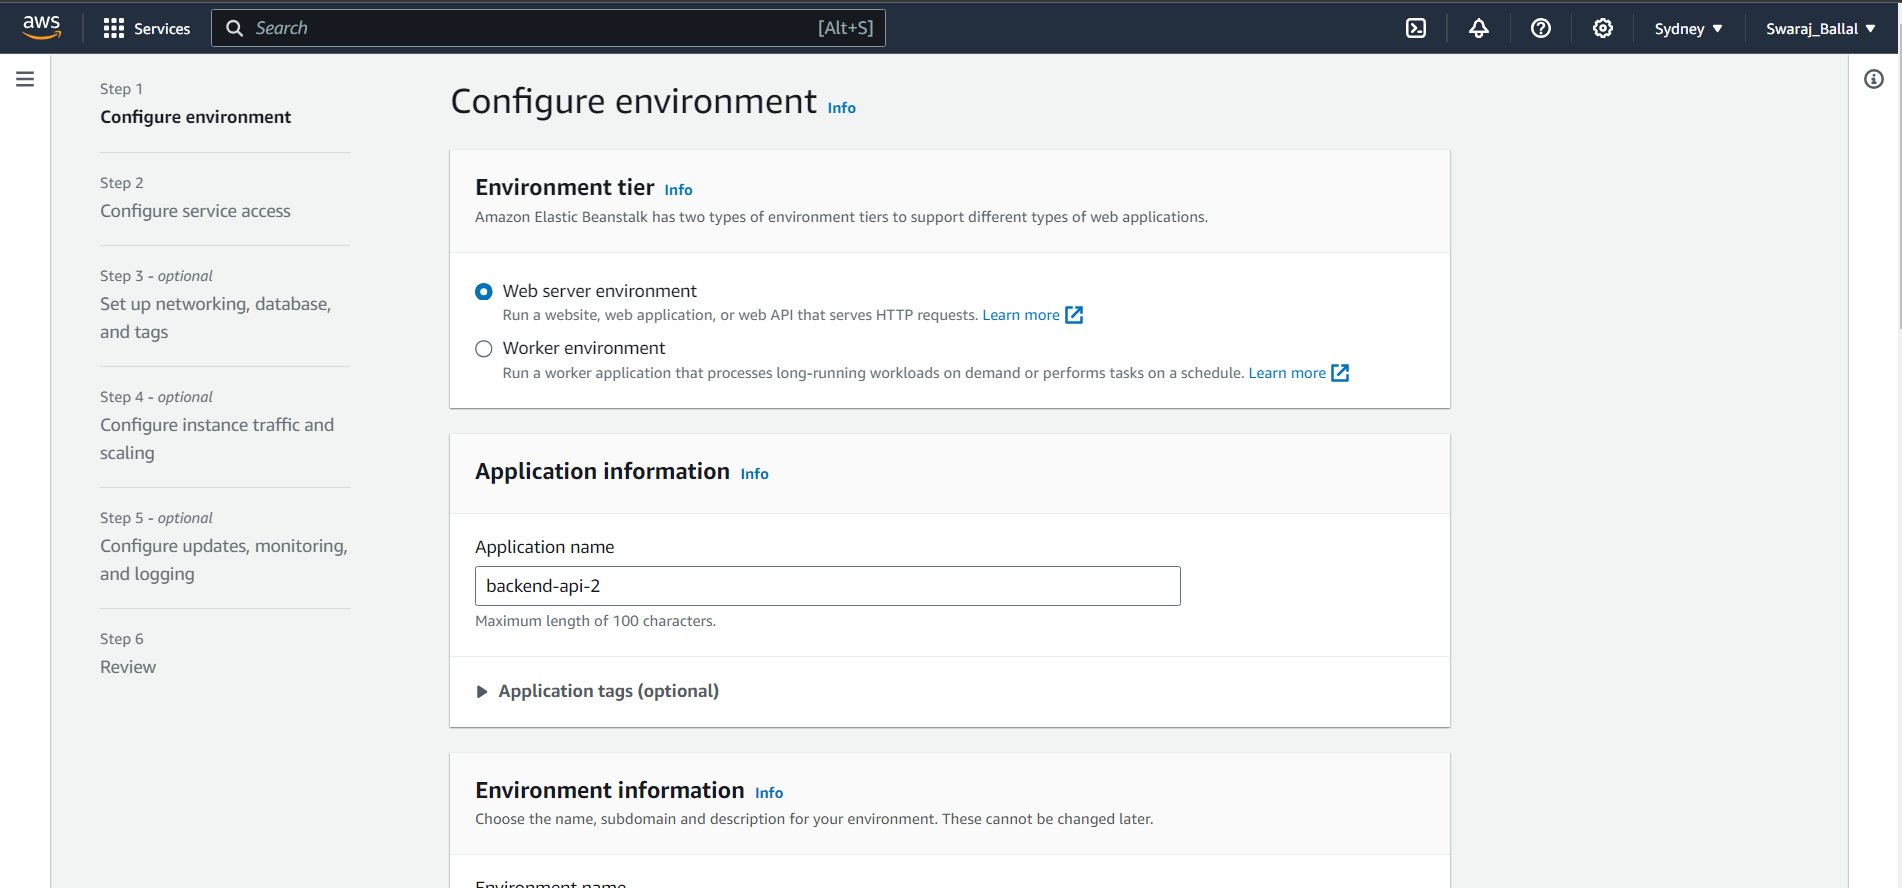 aws
Services
Search
[Alt+S]
Sydney
Swaraj_Ballal
Step 1
Configure environment
Step 2
Configure service access
Step 3 - optional
Set up networking, database,
and tags
Step 4 - optional
Configure instance traffic and
scaling
Step 5 - optional
Configure updates, monitoring,
and logging
Step 6
Review
Configure environment Info
Environment tier Info
Amazon Elastic Beanstalk has two types of environment tiers to support different types of web applications.
Web server environment
Run a website, web application, or web API that serves HTTP requests. Learn more
Worker environment
Run a worker application that processes long-running workloads on demand or performs tasks on a schedule. Learn more
Application information Info
Application name
backend-api-2
Maximum length of 100 characters.
Application tags (optional)
Environment information Info
Choose the name, subdomain and description for your environment. These cannot be changed later.
Environment name